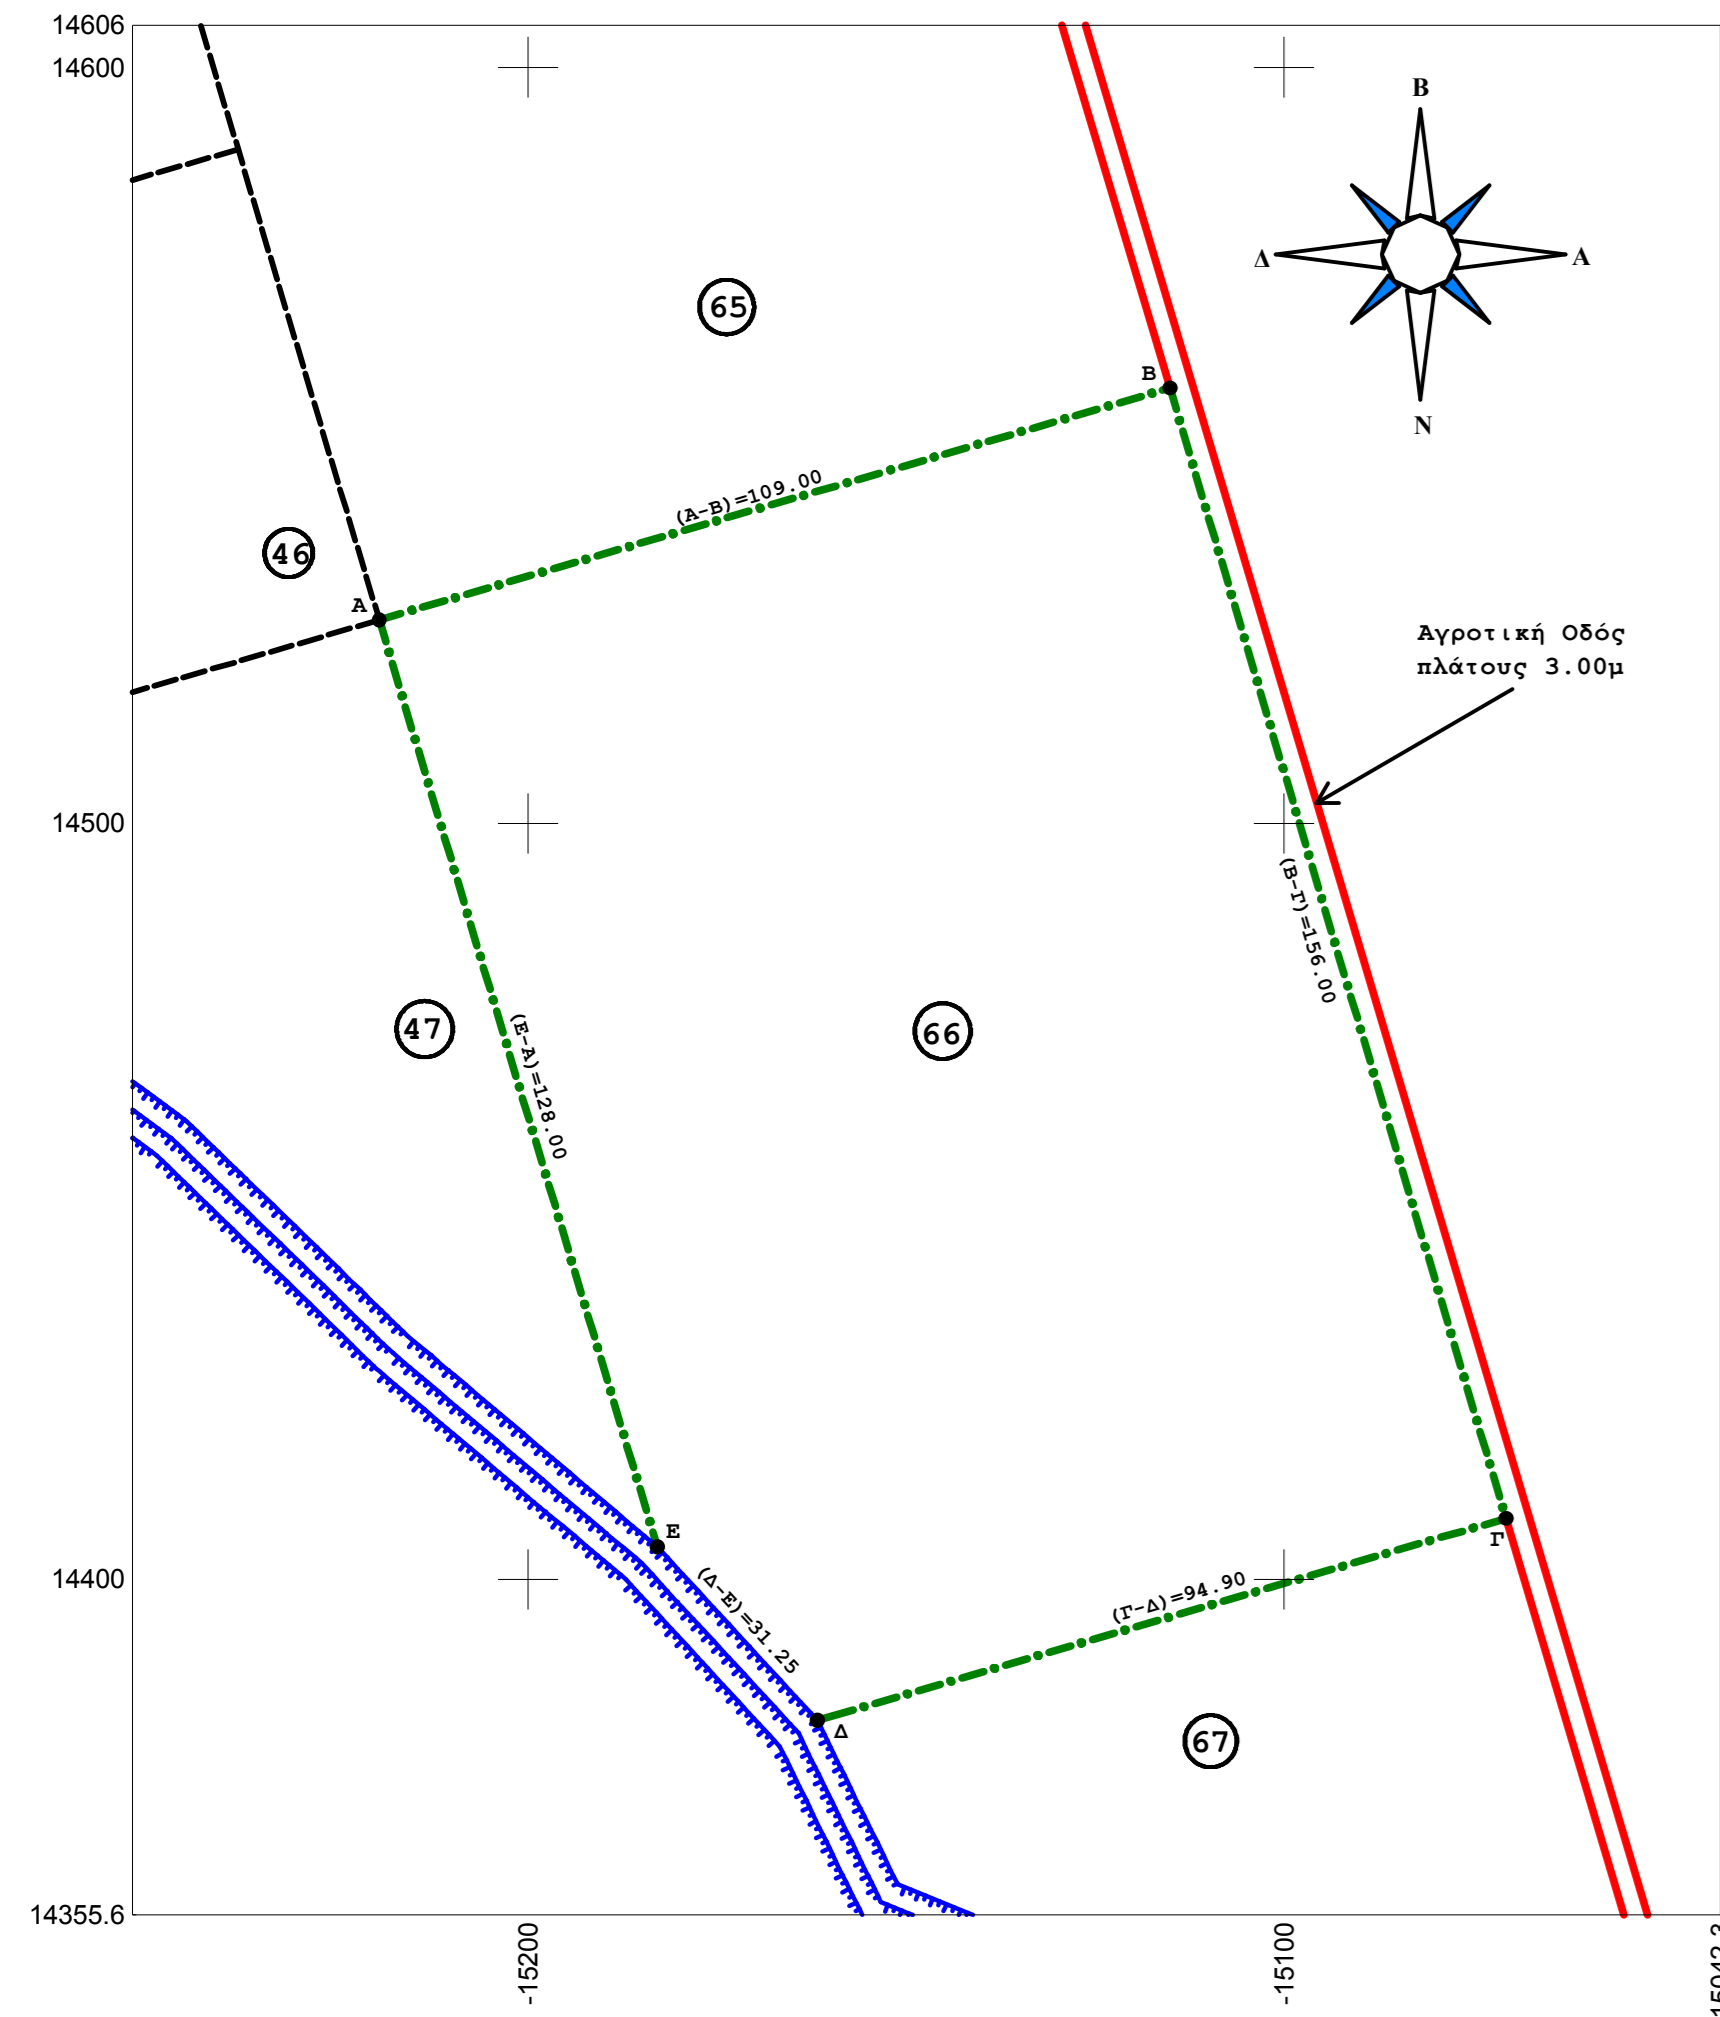 14606
14600
Β
Δ
Α
Ν
65
Β
(Α-Β)=109.00
46
Α
Αγροτική Οδός
πλάτους 3.00μ
14500
(Β-Γ)=156.00
47
66
(Ε-Α)=128.00
Ε
Γ
14400
(Δ-Ε)=31.25
(Γ-Δ)=94.90
Δ
67
14355.6
-15200
-15100